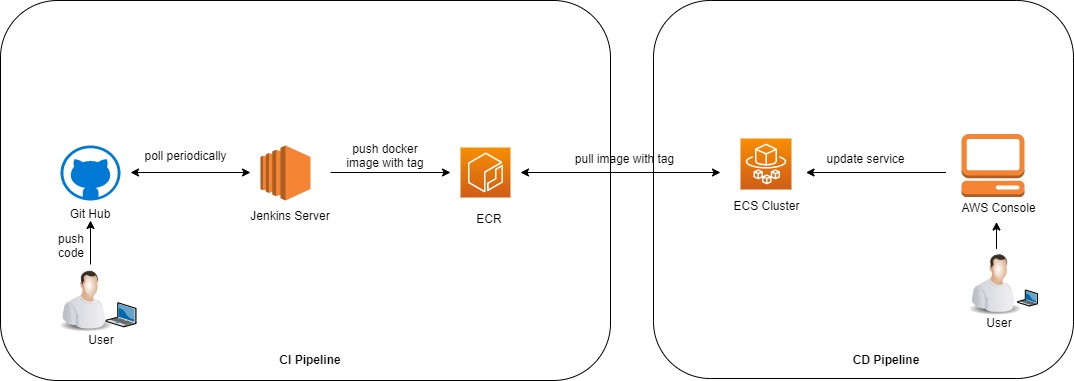 poll periodically
push docker
image with tag
pull image with tag
update service
Git Hub
Jenkins Server
ECR
ECS Cluster
AWS Console
push
code
User
User
CI Pipeline
CD Pipeline